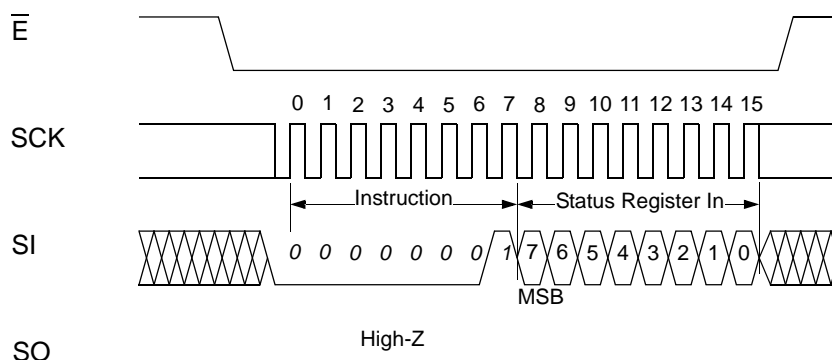 E
0 1 2 3 4 5 6 7 8 9 10 11 12 13 14 15
SCK
Instruction Status Register In
SI 0 0 0 0 0 0 0 1 7 6 5 4 3 2 1 0
MSB
High-Z
SO